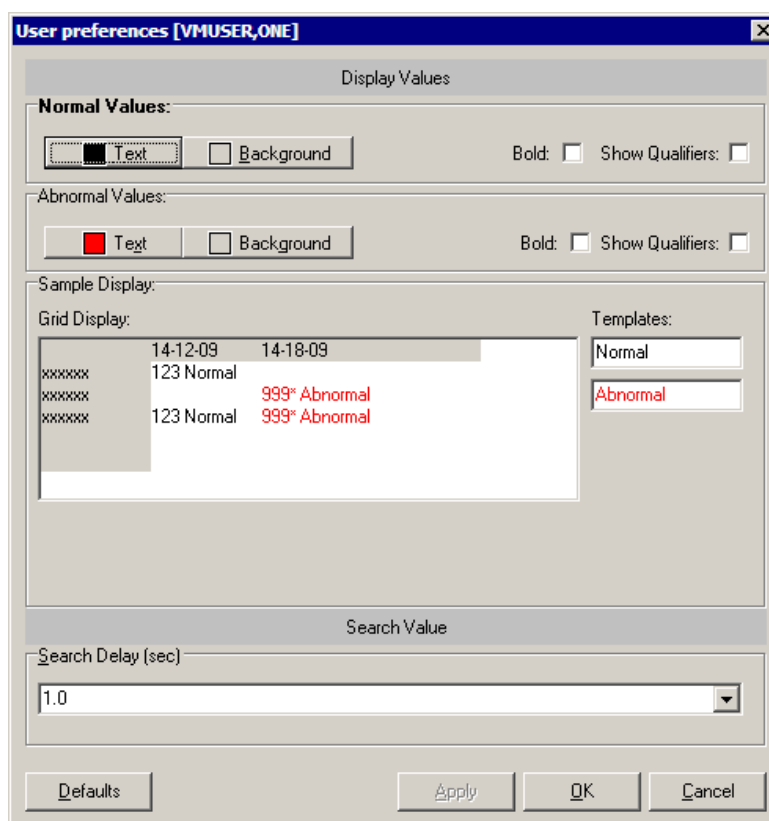 User preferences [VMUSER,ONE]
Display Values
Normal Values:
Text Background Bold: Show Qualifiers:
Abnormal Values:
Text Background Bold: Show Qualifiers:
Sample Display:
Grid Display: Templates:
14-12-09 14-18-09 Normal
xxxxxx 123 Normal
xxxxxx 999* Abnormal Abnormal
xxxxxx 123 Normal 999* Abnormal
Search Value
Search Delay (sec)
1.0
Defaults Apply OK Cancel